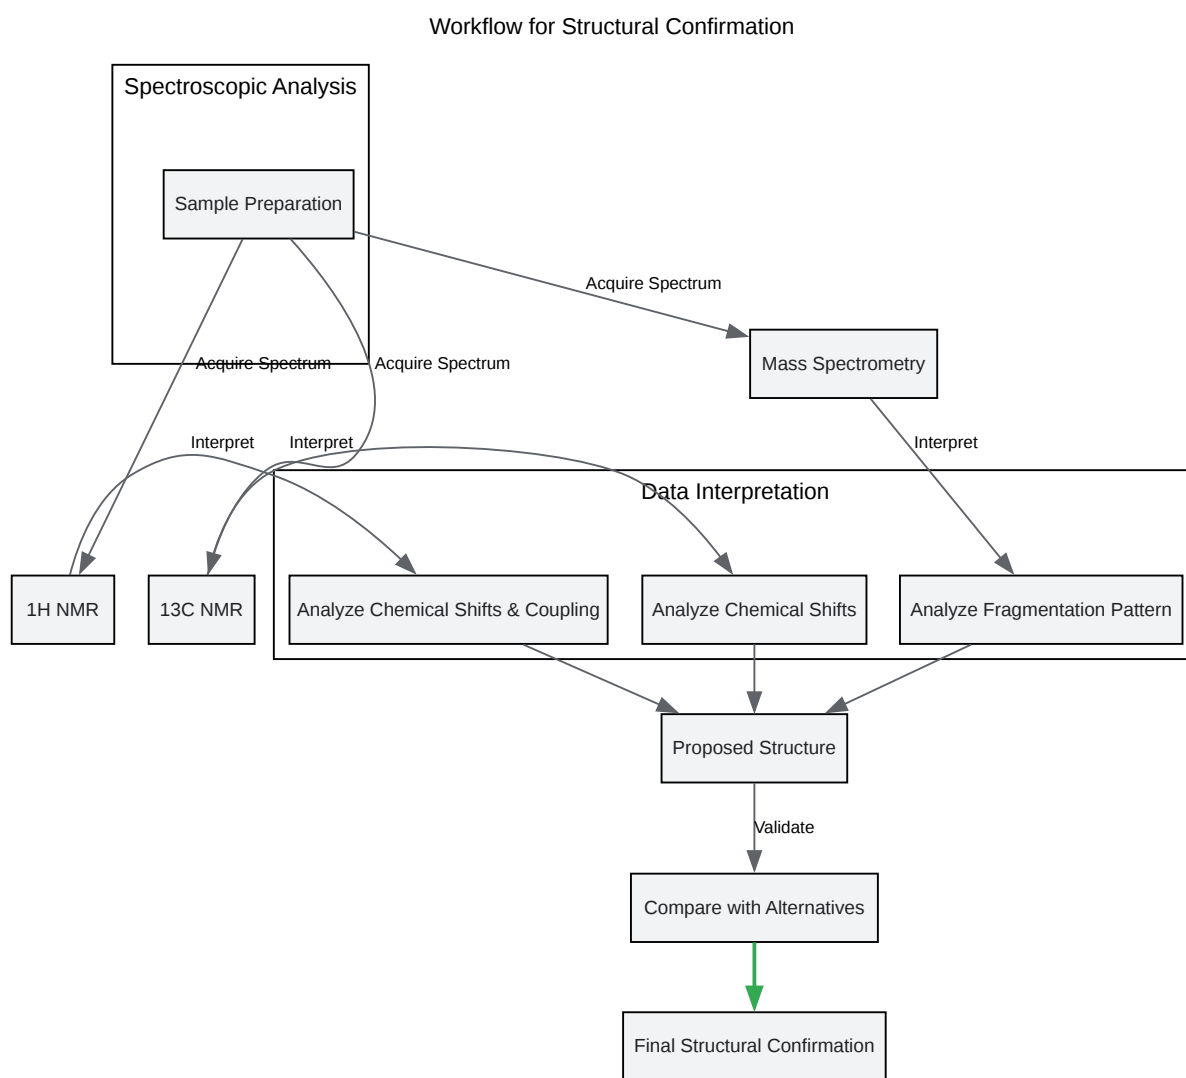 Workflow for Structural Confirmation
Spectroscopic Analysis
Sample Preparation
Acquire Spectrum
Mass Spectrometry
Acquire Spectrum
Acquire Spectrum
Interpret
Interpret
Interpret
Data Interpretation
1H NMR
13C NMR
Analyze Chemical Shifts & Coupling
Analyze Chemical Shifts
Analyze Fragmentation Pattern
Proposed Structure
Validate
Compare with Alternatives
Final Structural Confirmation